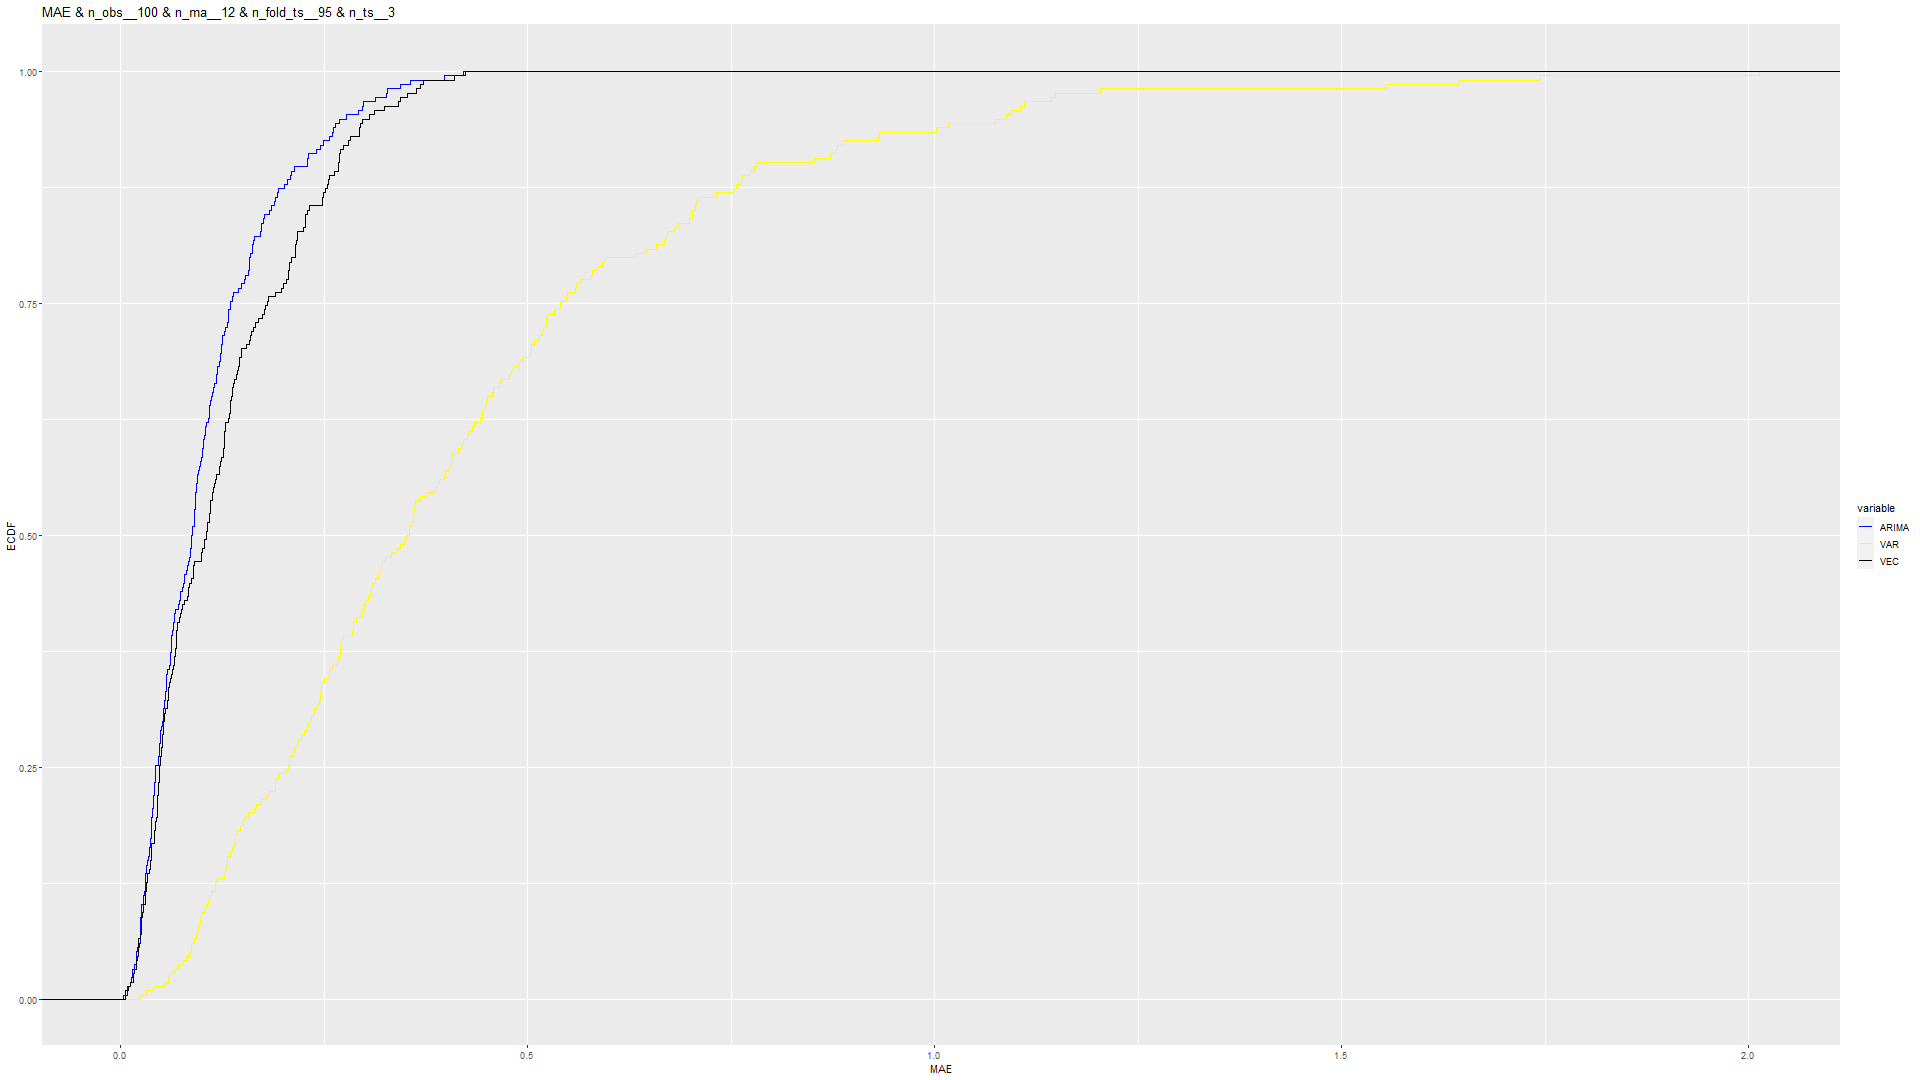 MAE & n_obs__100 & n_ma__12 & n_fold_ts__95 & n_ts__3
1.00
0.75
0.50
0.25
0.00
ECDF
0.0
0.5
1.0
1.5
2.0
MAE
variable
ARIMA
VAR
VEC